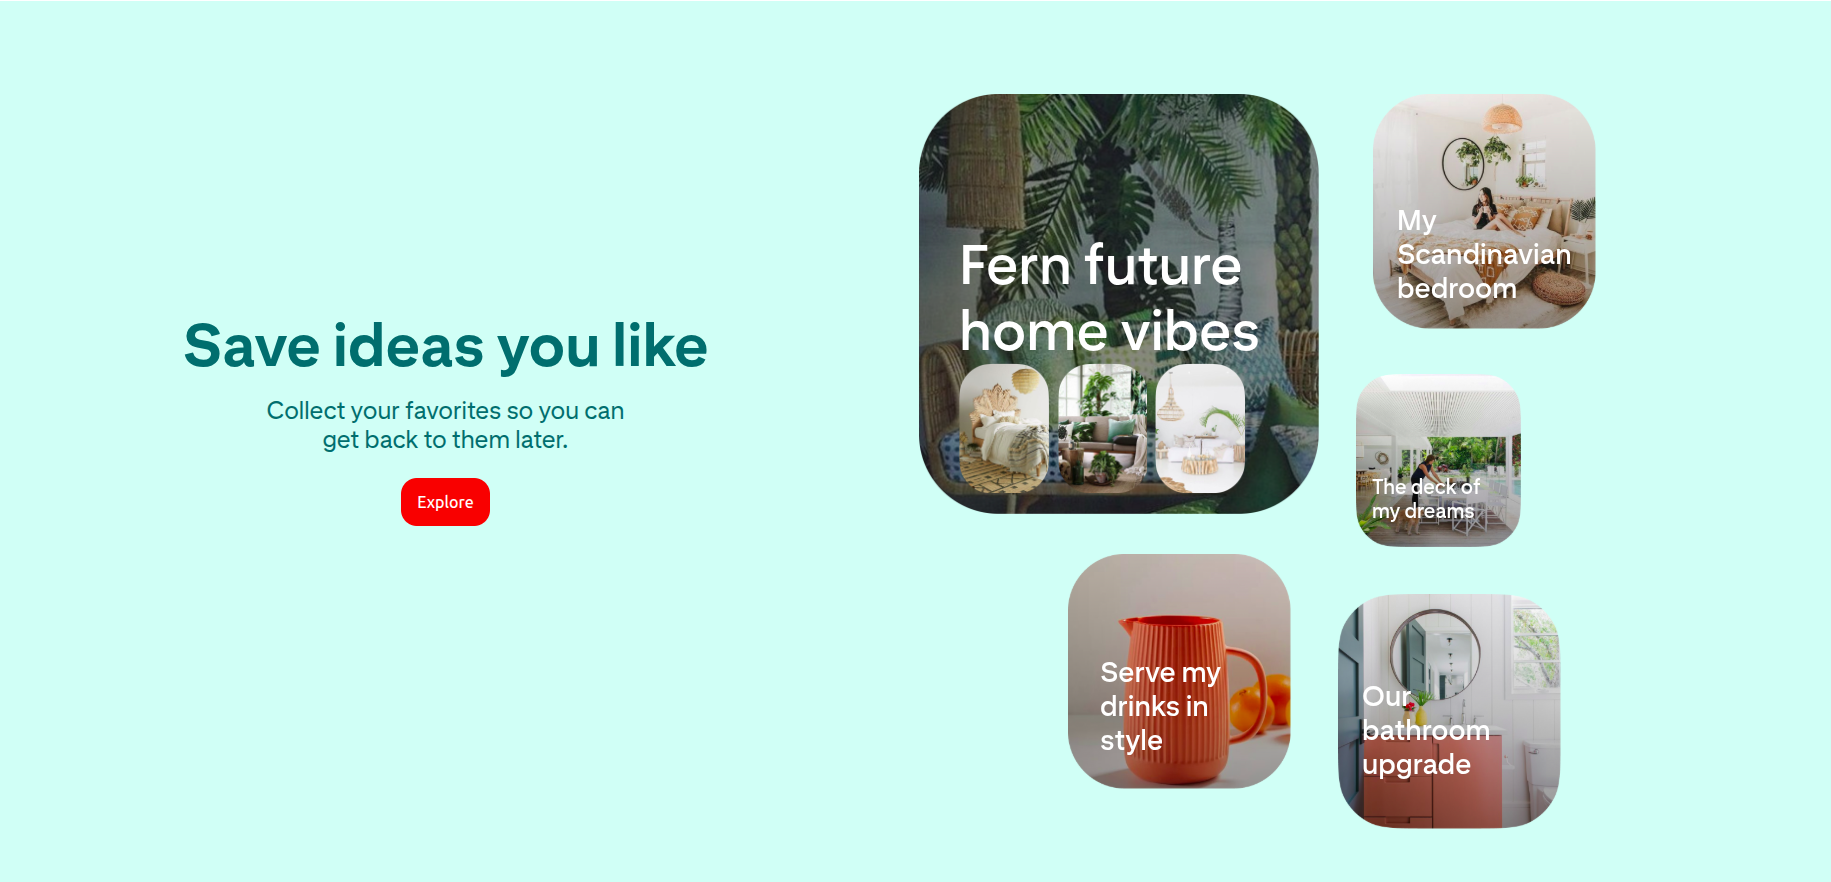 Save ideas you like
Collect your favorites so you can
get back to them later.
Explore
Fern future
home vibes
My
Scandinavian
bedroom
The deck of
my dreams
Serve my
drinks in
style
Our
bathroom
upgrade